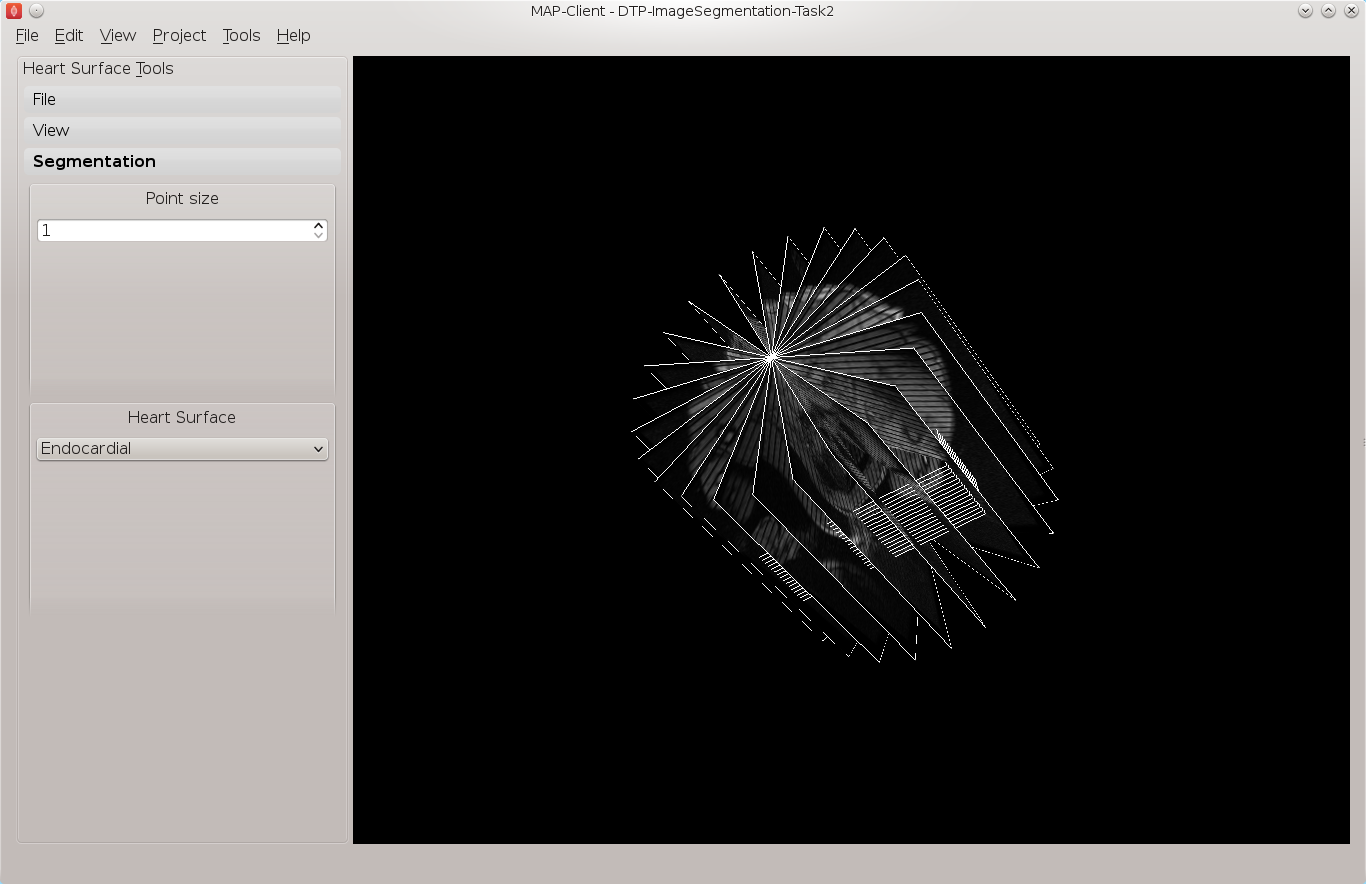 MAP-Client - DTP-ImageSegmentation-Task2
File Edit View Project Tools Help
Heart Surface Tools
File
View
Segmentation
Point size
1
Heart Surface
Endocardial